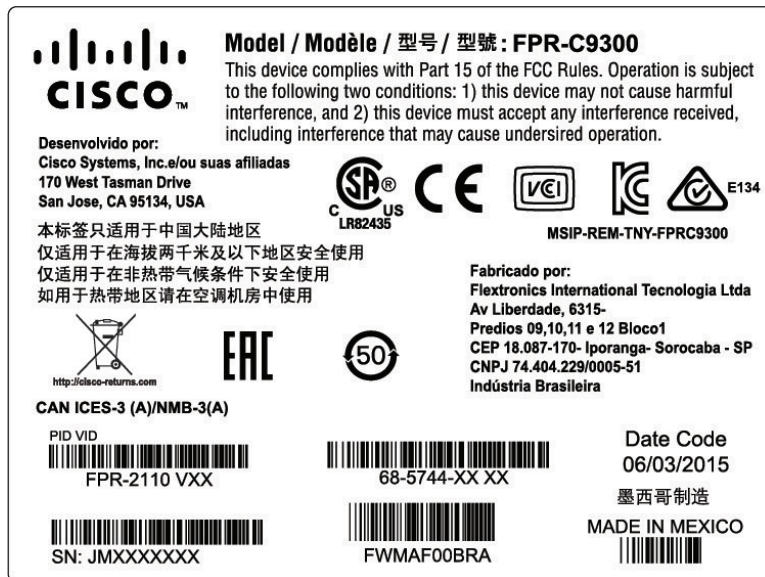 CISCO™
Model / Modèle / 型号 / 型號 : FPR-C9300
This device complies with Part 15 of the FCC Rules. Operation is subject
to the following two conditions: 1) this device may not cause harmful
interference, and 2) this device must accept any interference received,
including interference that may cause undersired operation.
Desenvolvido por:
Cisco Systems, Inc.e/ou suas afiliadas
170 West Tasman Drive
San Jose, CA 95134, USA
SA®
C US
LR82435
CE
VCI
KC
E134
MSIP-REM-TNY-FPRC9300
本标签只适用于中国大陆地区
仅适用于在海拔两千米及以下地区安全使用
仅适用于在非热带气候条件下安全使用
如用于热带地区请在空调机房中使用
Fabricado por:
Flextronics International Tecnologia Ltda
Av Liberdade, 6315-
Predios 09,10,11 e 12 Bloco1
CEP 18.087-170- Iporanga- Sorocaba - SP
CNPJ 74.404.229/0005-51
Indústria Brasileira
http://cisco-returns.com
EAC
50
CAN ICES-3 (A)/NMB-3(A)
PID VID
FPR-2110 VXX
68-5744-XX XX
Date Code
06/03/2015
墨西哥制造
MADE IN MEXICO
SN: JMXXXXXXX
FWMAF00BRA